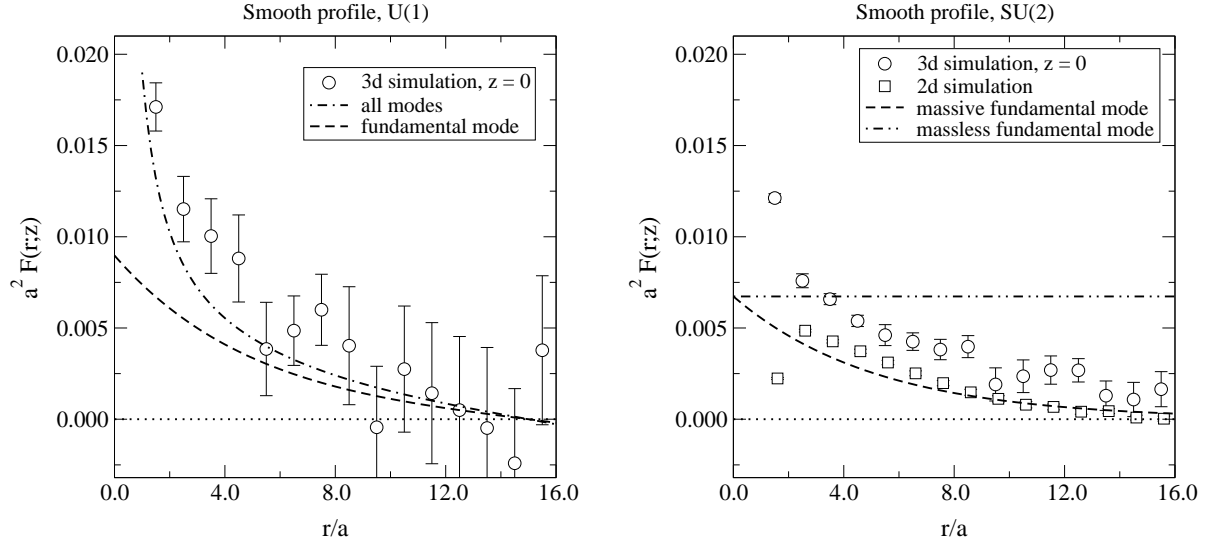 Smooth profile, U(1)
3d simulation, z = 0
all modes
fundamental mode
0.020
0.015
0.010
0.005
0.000
a² F(r;z)
0.0 4.0 8.0 12.0 16.0
r/a
Smooth profile, SU(2)
3d simulation, z = 0
2d simulation
massive fundamental mode
massless fundamental mode
0.020
0.015
0.010
0.005
0.000
a² F(r;z)
0.0 4.0 8.0 12.0 16.0
r/a